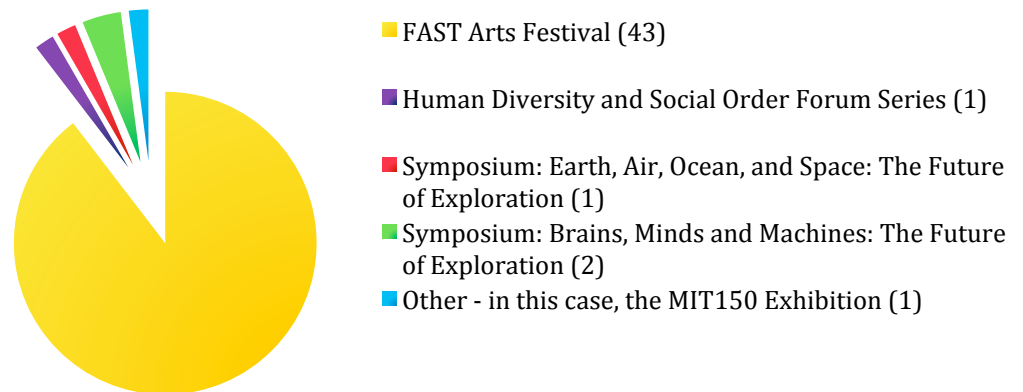 FAST Arts Festival (43)
Human Diversity and Social Order Forum Series (1)
Symposium: Earth, Air, Ocean, and Space: The Future
of Exploration (1)
Symposium: Brains, Minds and Machines: The Future
of Exploration (2)
Other - in this case, the MIT150 Exhibition (1)